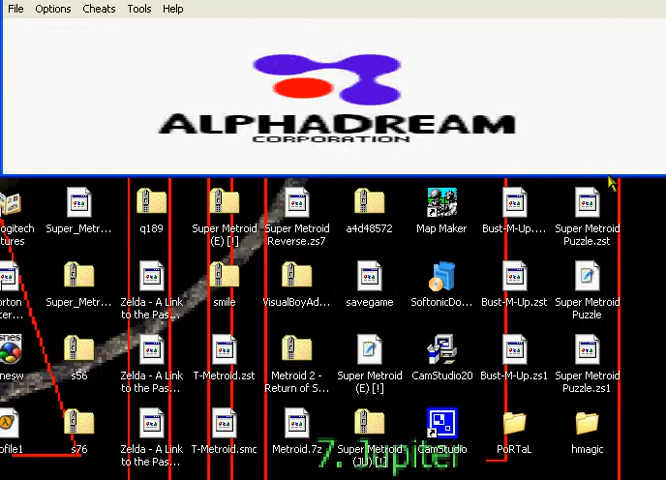 File Options Cheats Tools Help
ALPHADREAM
CORPORATION
Super_Metr... q189 Super Metroid Super Metroid a4d48572 Map Maker Bust-M-Up.... Super Metroid
(E) [!] Reverse.zs7 Puzzle.zst
Super_Metr... Zelda - A Link smile VisualBoyAd... savegame SoftonicDo... Bust-M-Up.zst Super Metroid
to the Pas... Puzzle
s56 Zelda - A Link T-Metroid.zst Metroid 2 - Super Metroid CamStudio20 Bust-M-Up.zs1 Super Metroid
to the Pas... Return of S... (E) [!] Puzzle.zs1
s76 Zelda - A Link T-Metroid.smc Metroid.7z Super Metroid CamStudio PoRTaL hmagic
to the Pas... (JU) [!]
7. Jupiter